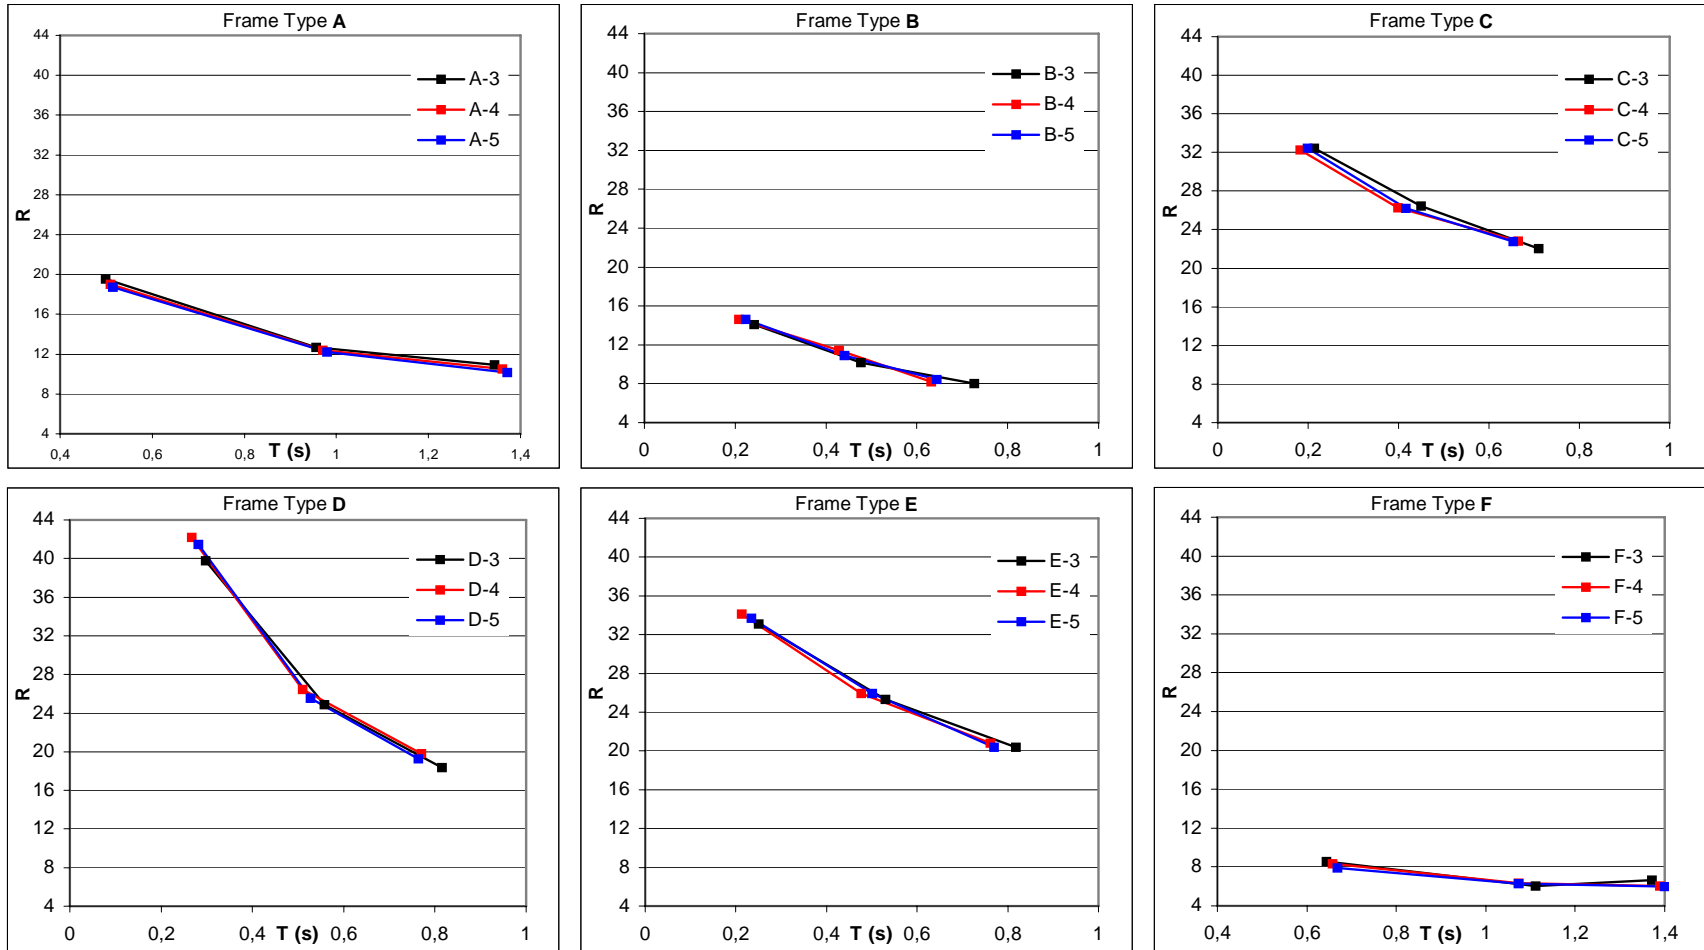 Frame Type A
44
40
36
32
28
24
20
16
12
8
4
R
A-3
A-4
A-5
0,4
0,6
0,8
1
1,2
1,4
T (s)
Frame Type B
44
40
36
32
28
24
20
16
12
8
4
R
B-3
B-4
B-5
0
0,2
0,4
0,6
0,8
1
T (s)
Frame Type C
44
40
36
32
28
24
20
16
12
8
4
R
C-3
C-4
C-5
0
0,2
0,4
0,6
0,8
1
T (s)
Frame Type D
44
40
36
32
28
24
20
16
12
8
4
R
D-3
D-4
D-5
0
0,2
0,4
0,6
0,8
1
T (s)
Frame Type E
44
40
36
32
28
24
20
16
12
8
4
R
E-3
E-4
E-5
0
0,2
0,4
0,6
0,8
1
T (s)
Frame Type F
44
40
36
32
28
24
20
16
12
8
4
R
F-3
F-4
F-5
0,4
0,6
0,8
1
1,2
1,4
T (s)